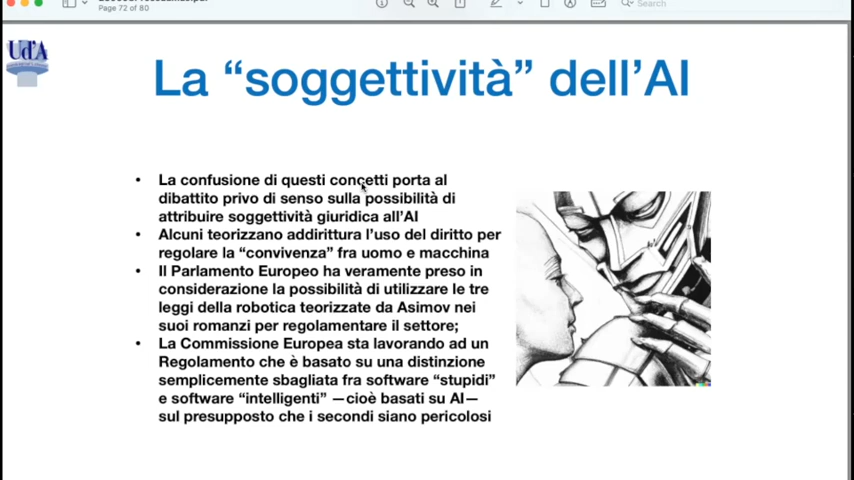 Page 72 of 80
Search
Ud'A
La “soggettività” dell’AI
• La confusione di questi concetti porta al
dibattito privo di senso sulla possibilità di
attribuire soggettività giuridica all’AI
• Alcuni teorizzano addirittura l’uso del diritto per
regolare la “convivenza” fra uomo e macchina
• Il Parlamento Europeo ha veramente preso in
considerazione la possibilità di utilizzare le tre
leggi della robotica teorizzate da Asimov nei
suoi romanzi per regolamentare il settore;
• La Commissione Europea sta lavorando ad un
Regolamento che è basato su una distinzione
semplicemente sbagliata fra software “stupidi”
e software “intelligenti” —cioè basati su AI—
sul presupposto che i secondi siano pericolosi